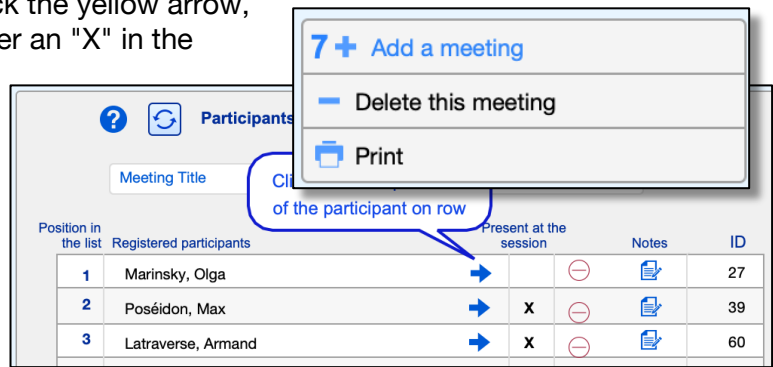 ck the yellow arrow,
er an "X" in the
7 Add a meeting
Delete this meeting
Print
Participants
Meeting Title
of the participant on row
Position in
the list
Registered participants
Present at the
session
Notes
ID
1 Marinsky, Olga 27
2 Poséidon, Max X 39
3 Latraverse, Armand X 60